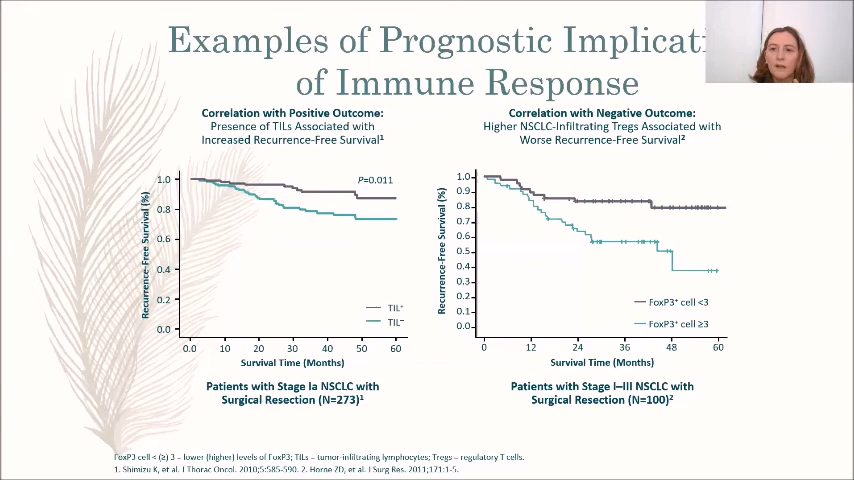 Examples of Prognostic Implicati
of Immune Response
Correlation with Positive Outcome:
Presence of TILs Associated with
Increased Recurrence-Free Survival¹
Recurrence-Free Survival (%)
1.0
0.8
0.6
0.4
0.2
0.0
P=0.011
TIL⁺
TIL⁻
0.0 10 20 30 40 50 60
Survival Time (Months)
Patients with Stage Ia NSCLC with
Surgical Resection (N=273)¹
Correlation with Negative Outcome:
Higher NSCLC-Infiltrating Tregs Associated with
Worse Recurrence-Free Survival²
Recurrence-Free Survival (%)
1.0
0.9
0.8
0.7
0.6
0.5
0.4
0.3
0.2
0.1
0.0
FoxP3⁺ cell <3
FoxP3⁺ cell ≥3
0 12 24 36 48 60
Survival Time (Months)
Patients with Stage I–III NSCLC with
Surgical Resection (N=100)²
FoxP3 cell < (≥) 3 = lower (higher) levels of FoxP3; TILs = tumor-infiltrating lymphocytes; Tregs = regulatory T cells.
1. Shimizu K, et al. J Thorac Oncol. 2010;5:585-590. 2. Horne ZD, et al. J Surg Res. 2011;171:1-5.